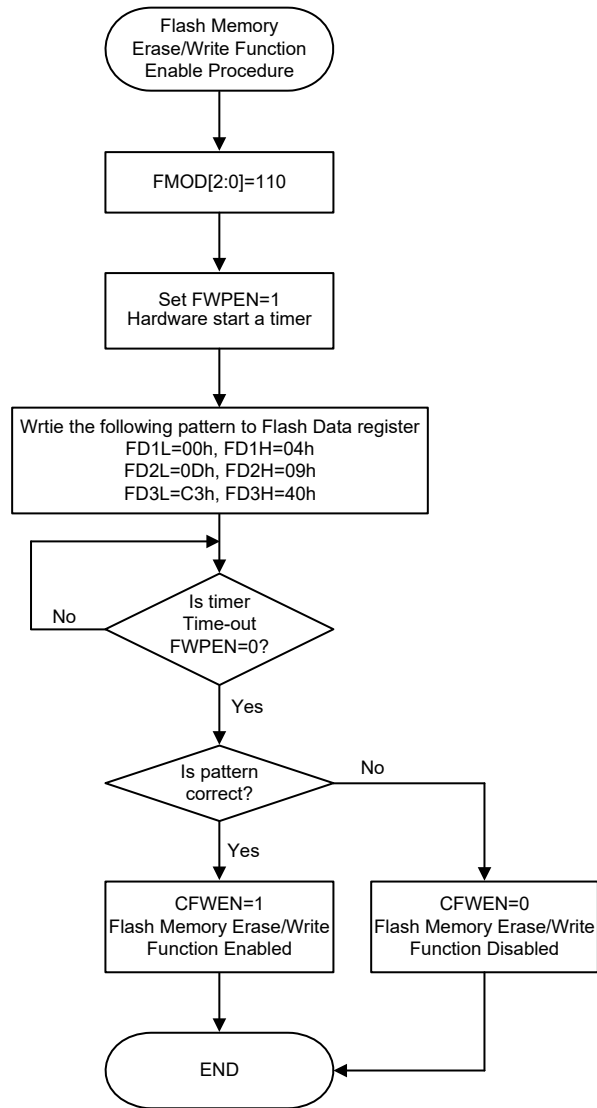 Flash Memory
Erase/Write Function
Enable Procedure
FMOD[2:0]=110
Set FWPEN=1
Hardware start a timer
Wrtie the following pattern to Flash Data register
FD1L=00h, FD1H=04h
FD2L=0Dh, FD2H=09h
FD3L=C3h, FD3H=40h
No
Is timer
Time-out
FWPEN=0?
Yes
Is pattern
correct?
No
Yes
CFWEN=1
Flash Memory Erase/Write
Function Enabled
CFWEN=0
Flash Memory Erase/Write
Function Disabled
END